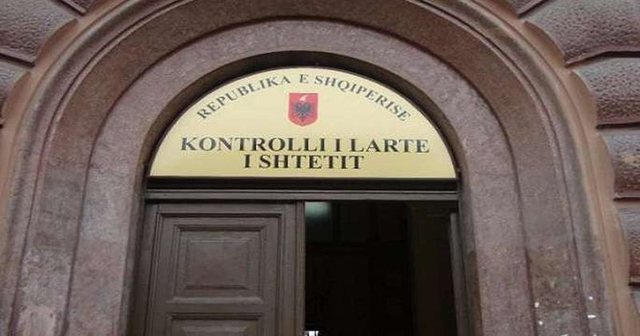 REPUBLIKA E SHQIPERISE
KONTROLLI I LARTE
I SHTETIT